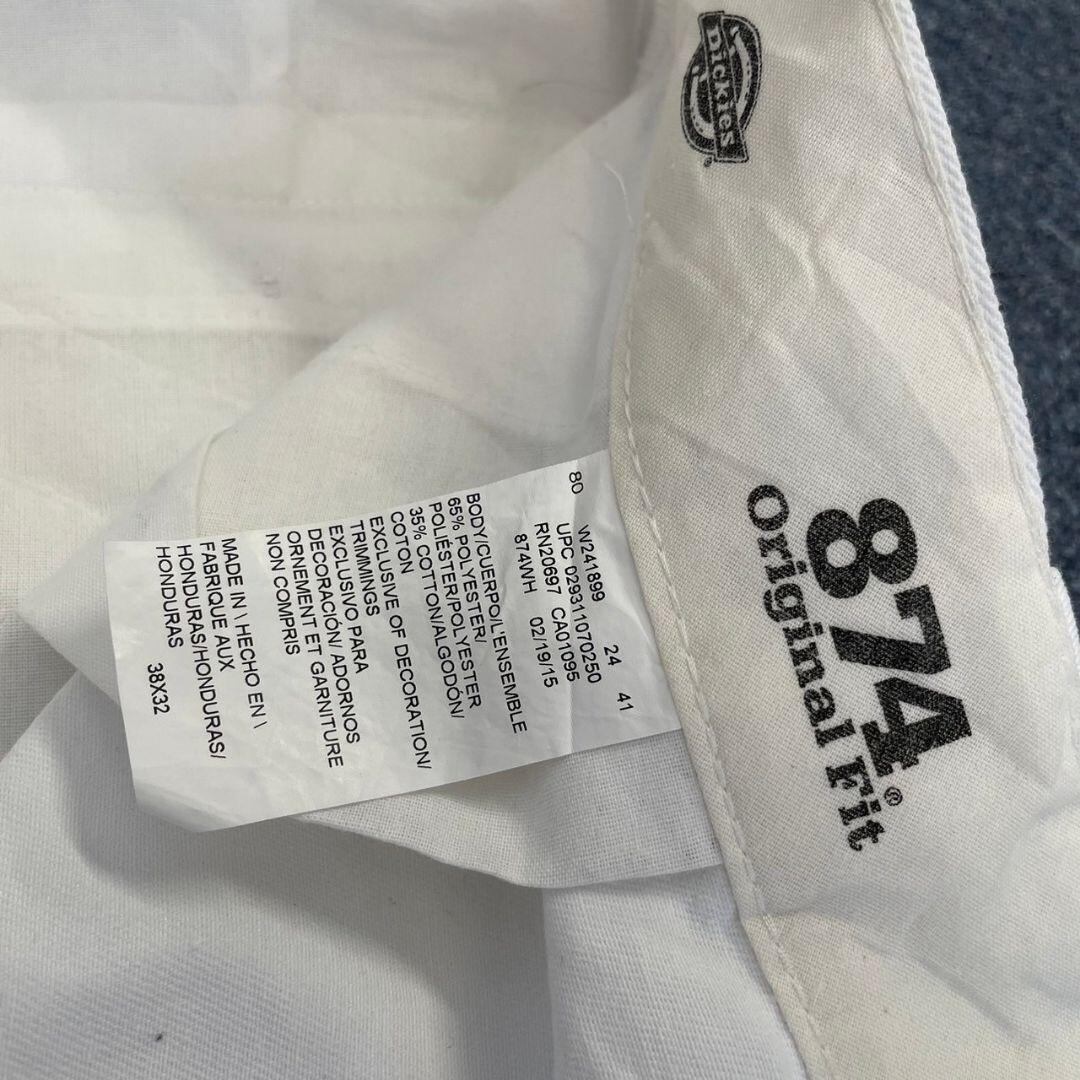 Dickies
874®
Original Fit
80 W241899 24 41
UPC 029311070250
RN20697 CA01095
874WH 02/19/15
BODY/CUERPO/L'ENSEMBLE
65% POLYESTER/
POLIÉSTER/POLYESTER
35% COTTON/ALGODÓN/
COTON
EXCLUSIVE OF DECORATION/
TRIMMINGS
EXCLUSIVO PARA
DECORACIÓN/ ADORNOS
ORNEMENT ET GARNITURE
NON COMPRIS
MADE IN \ HECHO EN \
FABRIQUE AUX
HONDURAS/HONDURAS/
HONDURAS
38X32